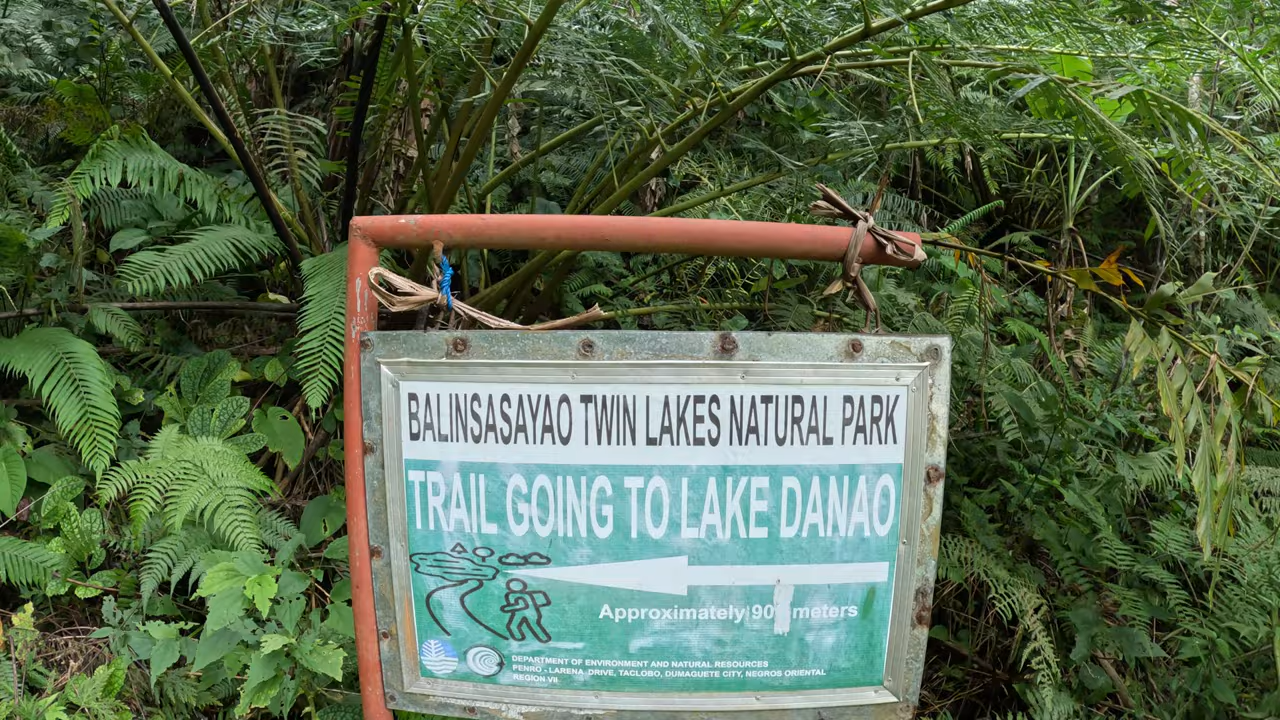 BALINSASAYAO TWIN LAKES NATURAL PARK
TRAIL GOING TO LAKE DANAO
Approximately meters
DEPARTMENT OF ENVIRONMENT AND NATURAL RESOURCES
PENRO - LARENA DRIVE, TACLOBO, DUMAGUETE CITY, NEGROS ORIENTAL
REGION VII